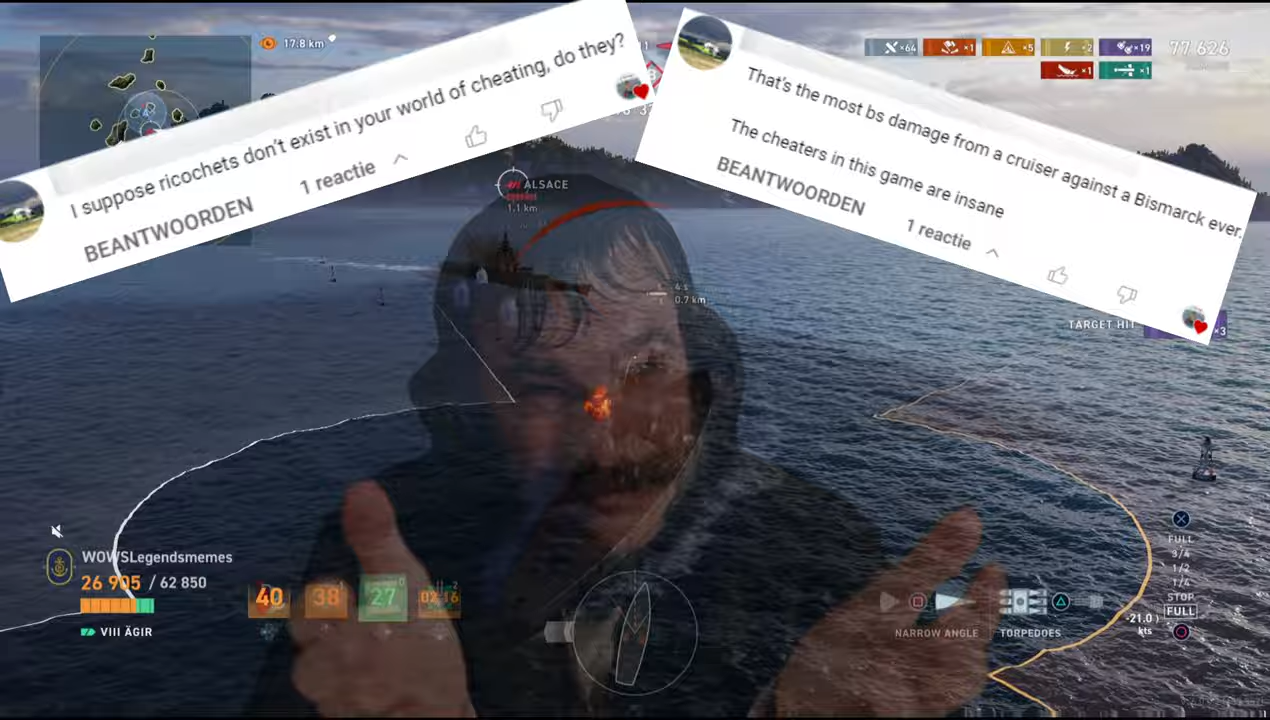 17.8 km
×64
×1
×5
×2
×19
77 626
×1
×1
I suppose ricochets don't exist in your world of cheating, do they?
BEANTWOORDEN
1 reactie
That's the most bs damage from a cruiser against a Bismarck ever.
The cheaters in this game are insane
BEANTWOORDEN
1 reactie
ALSACE
1.1 km
4 s
0.7 km
TARGET HIT
×3
WOWSLegendsmemes
26 905 / 62 850
VIII ÄGIR
40
38
27
02:16
NARROW ANGLE
TORPEDOES
FULL
3/4
1/2
1/4
STOP
FULL
-21.0
kts